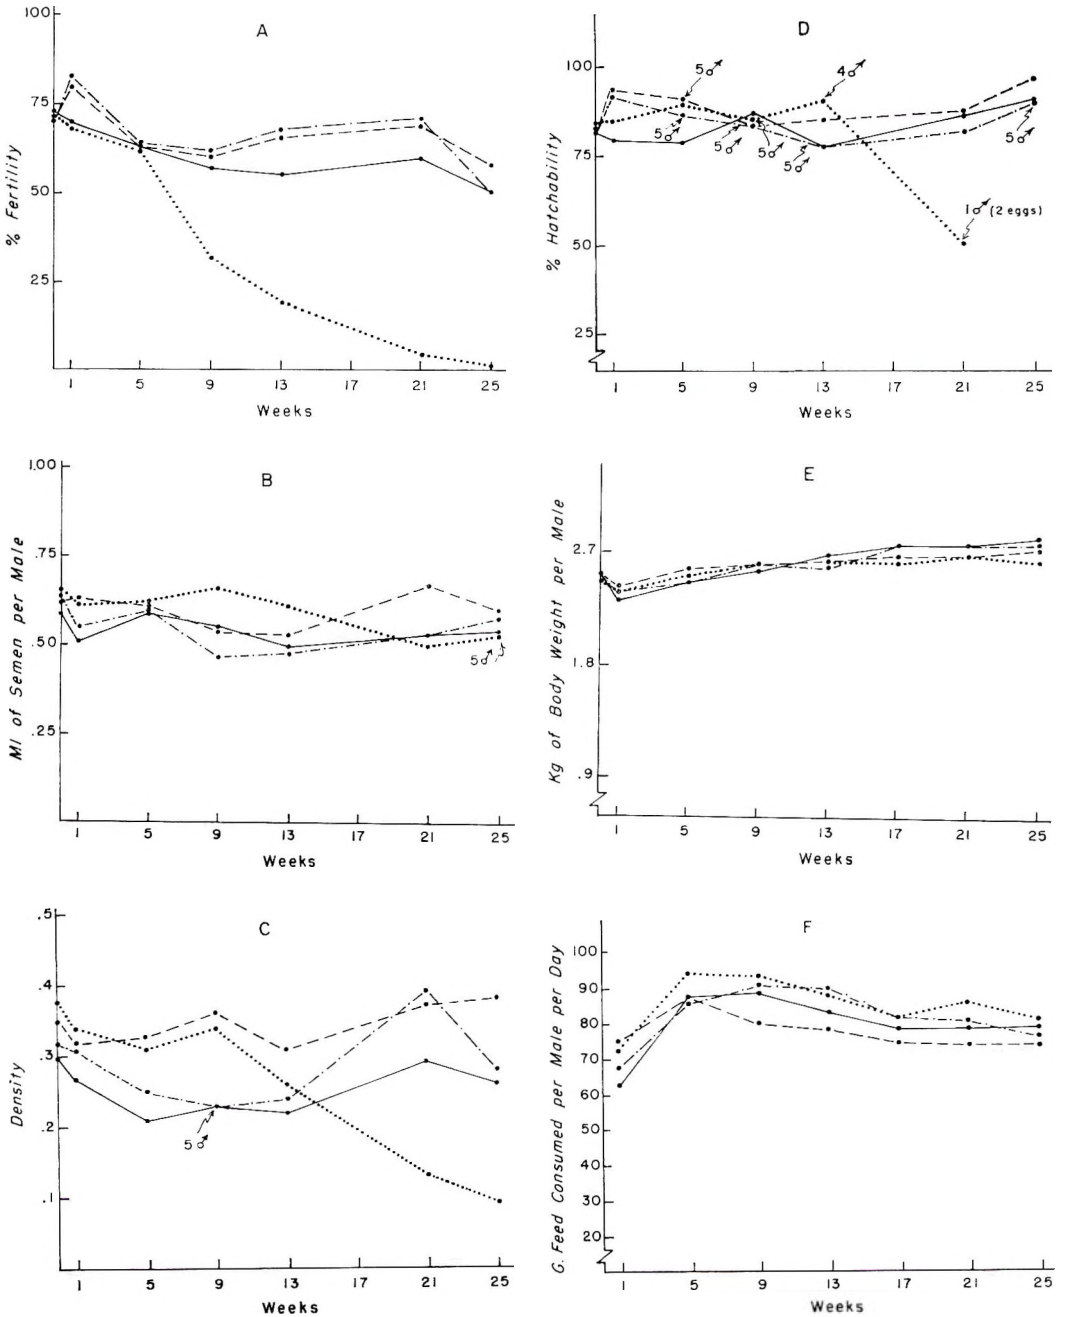 A
% Fertility
100
75
50
25
1 5 9 13 17 21 25
Weeks
D
% Hatchability
100
75
50
25
5 ♂
4 ♂
5 ♂
5 ♂
5 ♂
5 ♂
5 ♂
1 ♂ (2 eggs)
1 5 9 13 17 21 25
Weeks
B
Ml of Semen per Male
1.00
.75
.50
.25
5 ♂
1 5 9 13 17 21 25
Weeks
E
Kg of Body Weight per Male
2.7
1.8
.9
1 5 9 13 17 21 25
Weeks
C
Density
.5
.4
.3
.2
.1
5 ♂
1 5 9 13 17 21 25
Weeks
F
G. Feed Consumed per Male per Day
100
90
80
70
60
50
40
30
20
1 5 9 13 17 21 25
Weeks